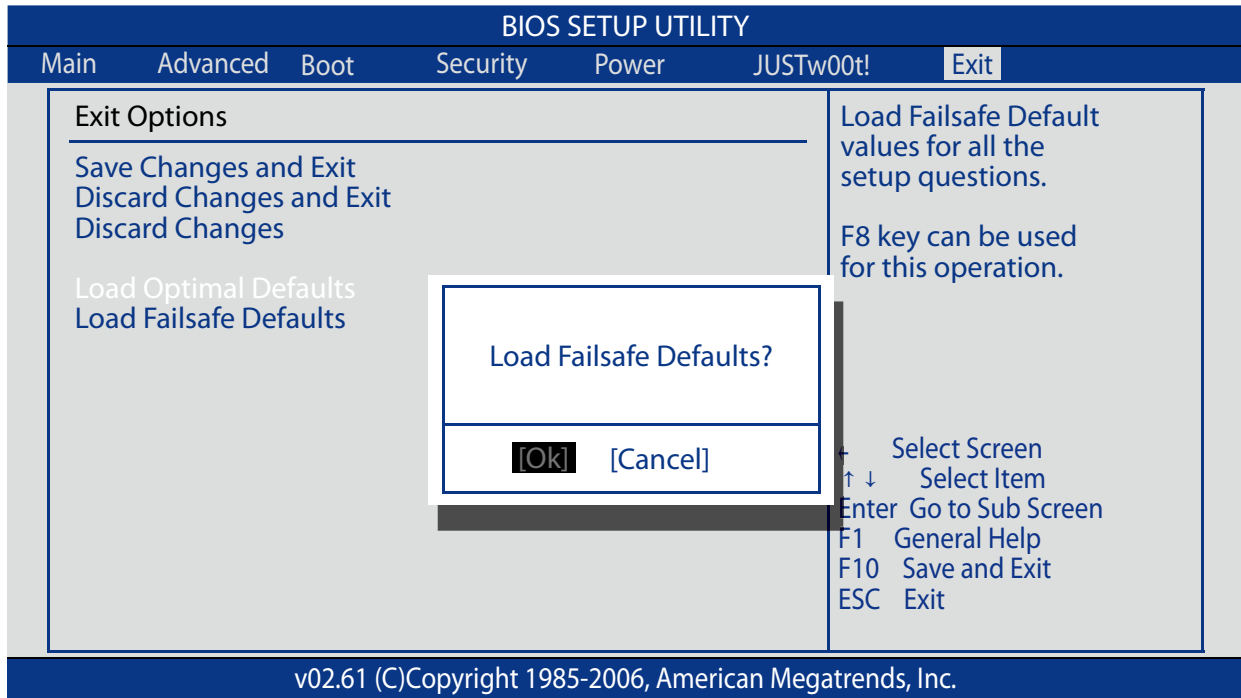 BIOS SETUP UTILITY
Main Advanced Boot Security Power JUSTw00t! Exit
Exit Options
Save Changes and Exit
Discard Changes and Exit
Discard Changes
Load Optimal Defaults
Load Failsafe Defaults
Load Failsafe Defaults?
[Ok] [Cancel]
Load Failsafe Default
values for all the
setup questions.
F8 key can be used
for this operation.
← Select Screen
↑ ↓ Select Item
Enter Go to Sub Screen
F1 General Help
F10 Save and Exit
ESC Exit
v02.61 (C)Copyright 1985-2006, American Megatrends, Inc.